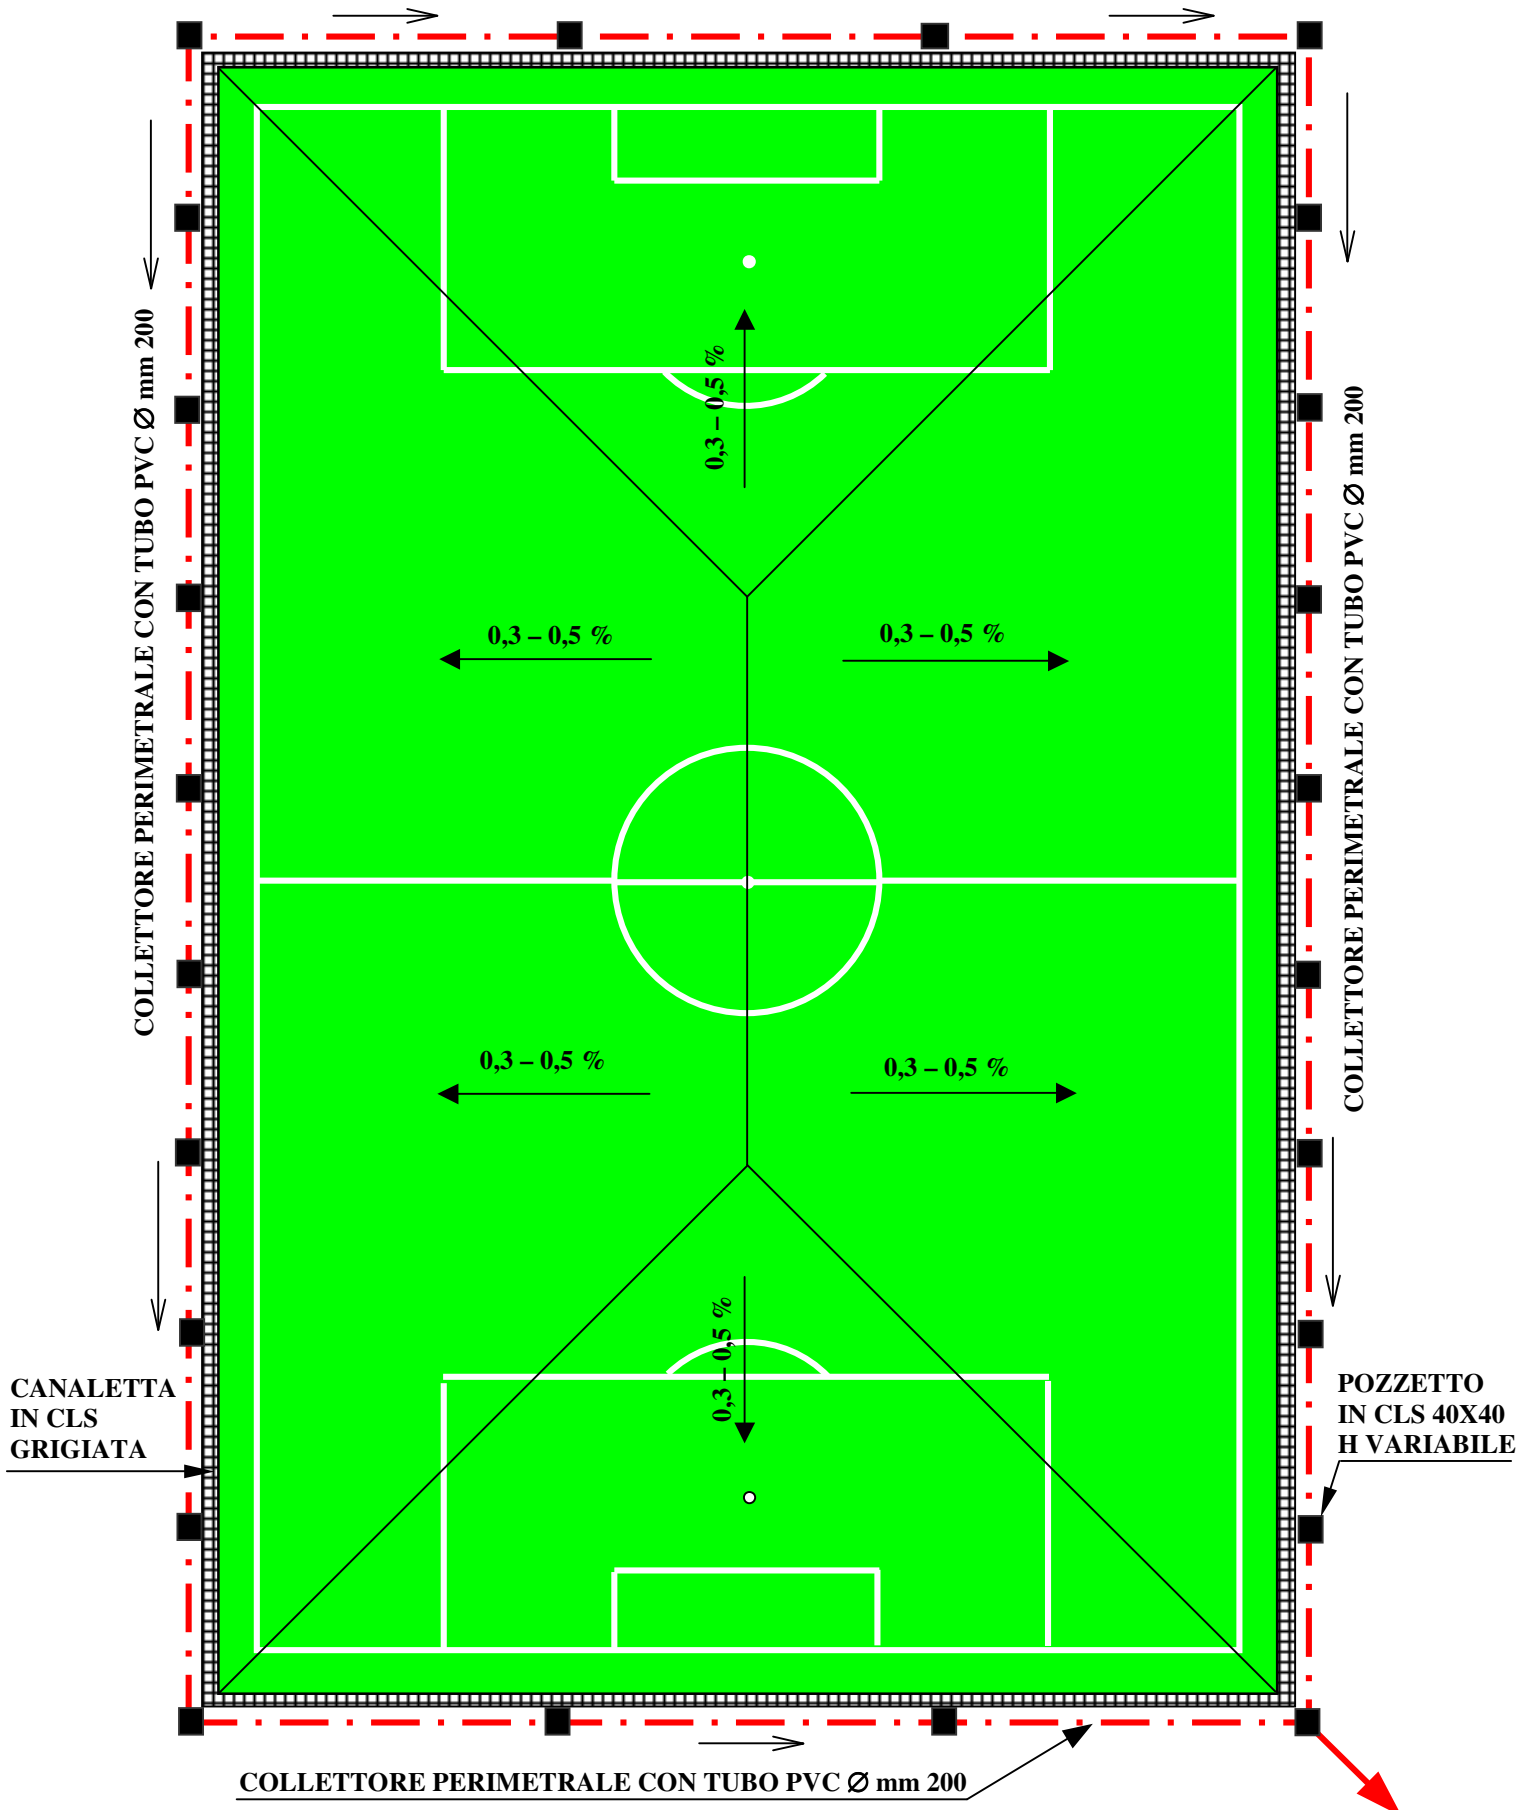 COLLETTORE PERIMETRALE CON TUBO PVC Ø mm 200
COLLETTORE PERIMETRALE CON TUBO PVC Ø mm 200
0,3 – 0,5 %
0,3 – 0,5 %
0,3 – 0,5 %
0,3 – 0,5 %
0,3 – 0,5 %
0,3 – 0,5 %
CANALETTA
IN CLS
GRIGIATA
POZZETTO
IN CLS 40X40
H VARIABILE
COLLETTORE PERIMETRALE CON TUBO PVC Ø mm 200